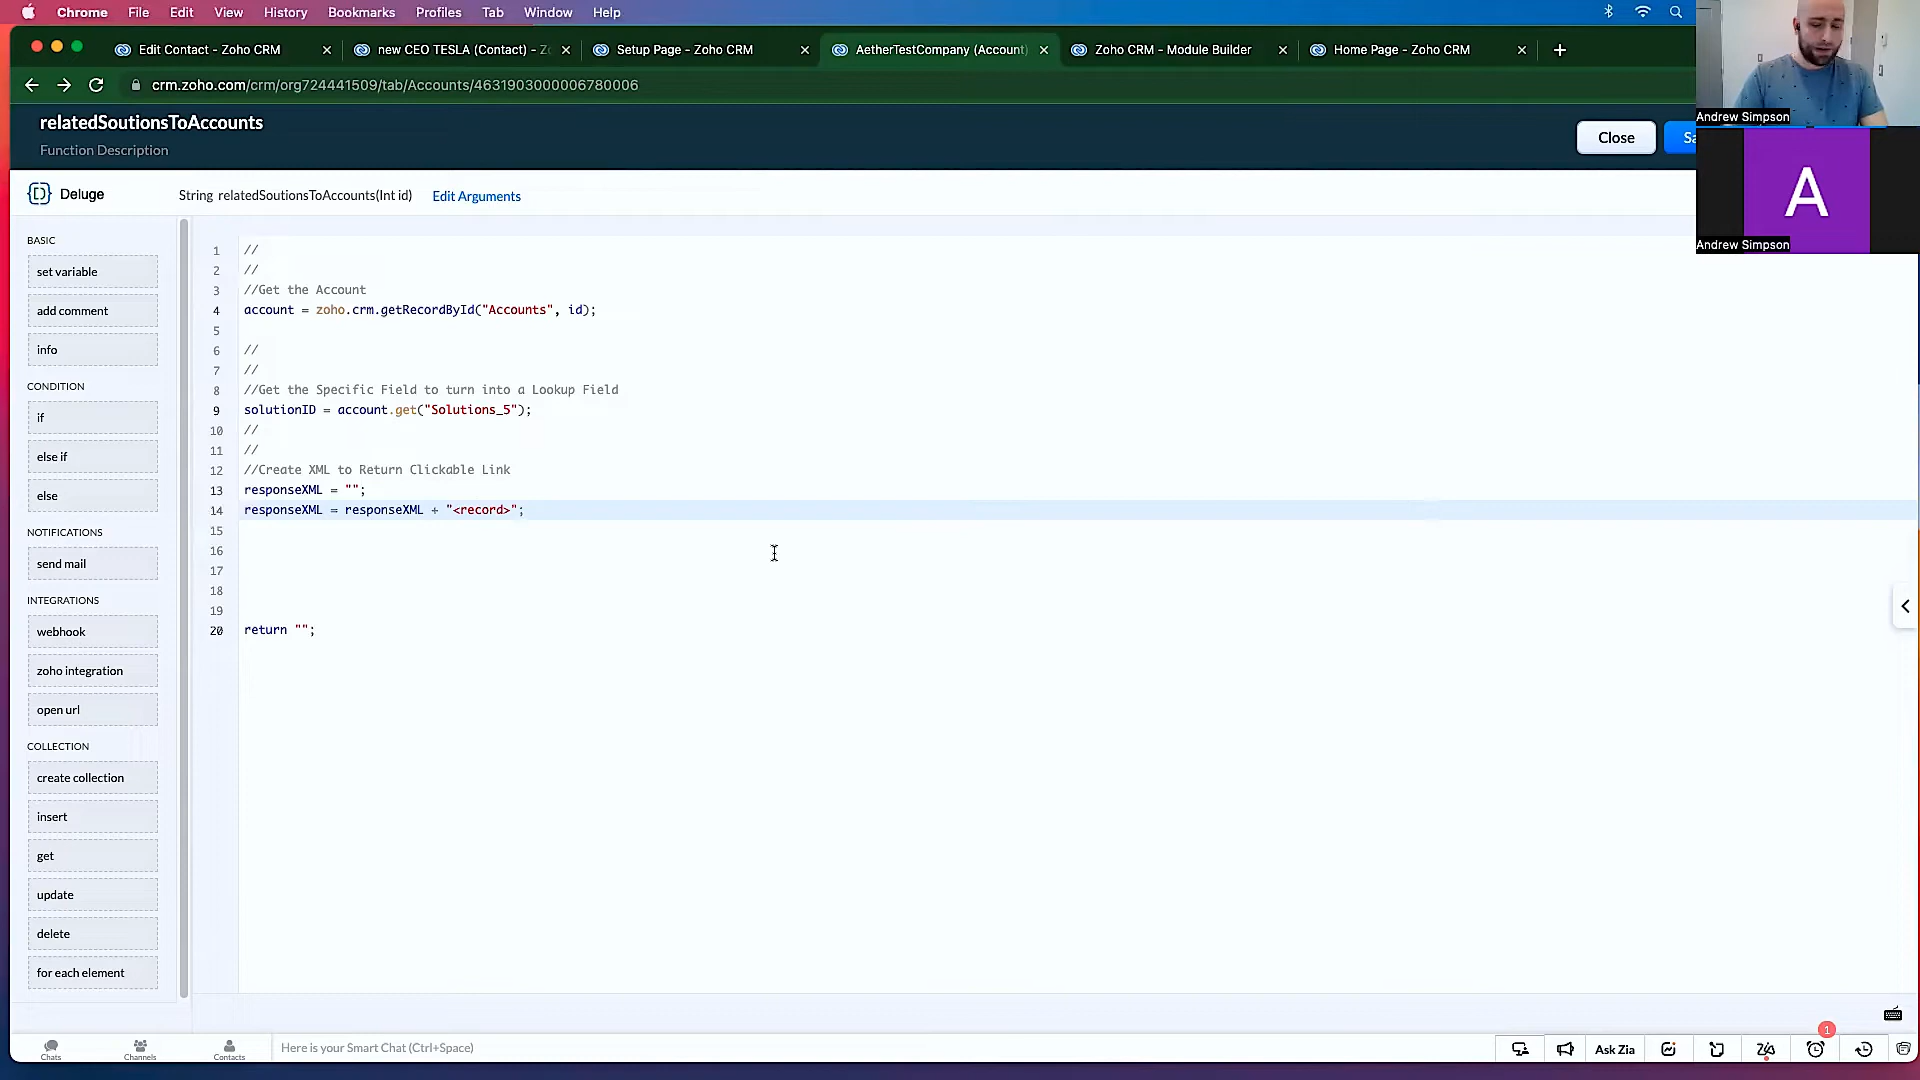 Chrome File Edit View History Bookmarks Profiles Tab Window Help
Edit Contact - Zoho CRM
new CEO TESLA (Contact) - Zo
Setup Page - Zoho CRM
AetherTestCompany (Account)
Zoho CRM - Module Builder
Home Page - Zoho CRM
crm.zoho.com/crm/org724441509/tab/Accounts/4631903000006780006
Andrew Simpson
relatedSoutionsToAccounts
Function Description
Close
A
Andrew Simpson
Deluge
String relatedSoutionsToAccounts(Int id) Edit Arguments
BASIC
set variable
add comment
info
CONDITION
if
else if
else
NOTIFICATIONS
send mail
INTEGRATIONS
webhook
zoho integration
open url
COLLECTION
create collection
insert
get
update
delete
for each element
1 //
2 //
3 //Get the Account
4 account = zoho.crm.getRecordById("Accounts", id);
5
6 //
7 //
8 //Get the Specific Field to turn into a Lookup Field
9 solutionID = account.get("Solutions_5");
10 //
11 //
12 //Create XML to Return Clickable Link
13 responseXML = "";
14 responseXML = responseXML + "<record>";
15
16
17
18
19
20 return "";
Chats
Channels
Contacts
Here is your Smart Chat (Ctrl+Space)
Ask Zia
1